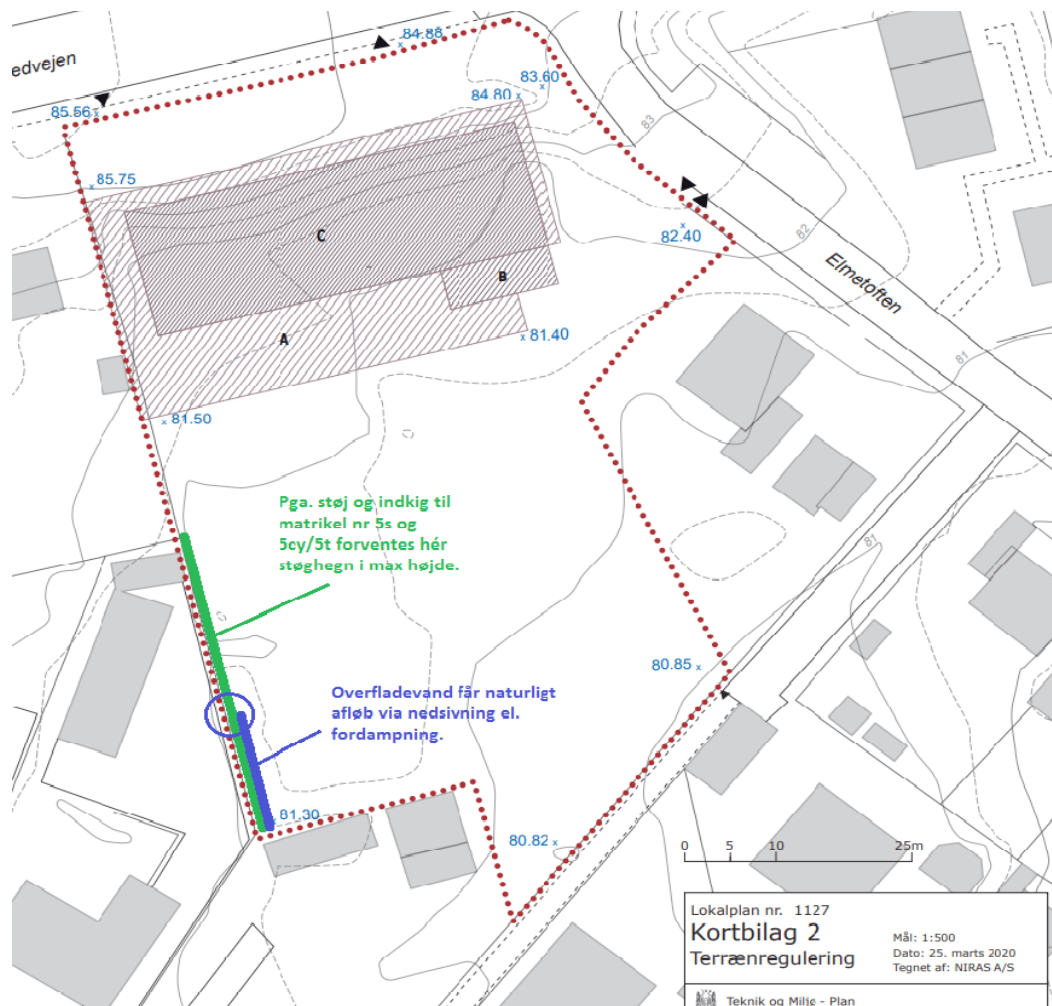 edvejen
84.88
83.60
84.80
85.56
83
85.75
82.40
82
C
B
Elmetoften
A
81.40
81
81.50
Pga. støj og indkig til
matrikel nr 5s og
5cy/5t forventes hér
støghegn i max højde.
81
80.85
Overfladevand får naturligt
afløb via nedsivning el.
fordampning.
81.30
80.82
0 5 10 25m
Lokalplan nr. 1127
Kortbilag 2
Terrænregulering
Mål: 1:500
Dato: 25. marts 2020
Tegnet af: NIRAS A/S
Teknik og Miljø - Plan